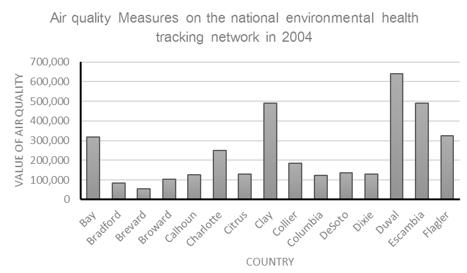 Air quality Measures on the national environmental health
tracking network in 2004
VALUE OF AIR QUALITY
700,000
600,000
500,000
400,000
300,000
200,000
100,000
0
Bay
Bradford
Brevard
Broward
Calhoun
Charlotte
Citrus
Clay
Collier
Columbia
DeSoto
Dixie
Duval
Escambia
Flagler
COUNTRY